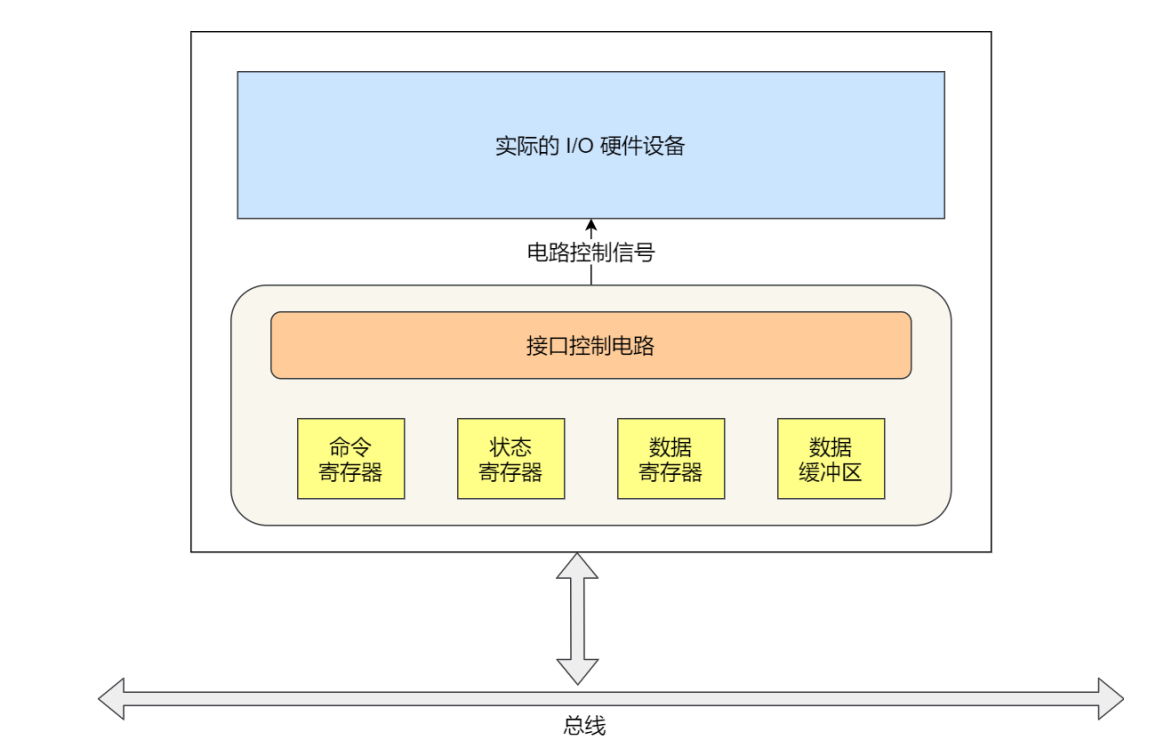 实际的 I/O 硬件设备
电路控制信号
接口控制电路
命令
寄存器
状态
寄存器
数据
寄存器
数据
缓冲区
总线